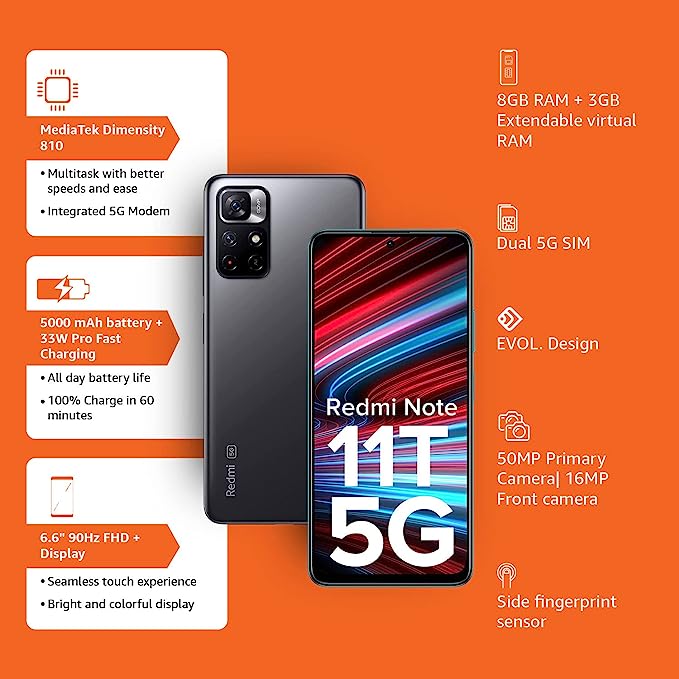 MediaTek Dimensity
810
• Multitask with better
speeds and ease
• Integrated 5G Modem
5000 mAh battery +
33W Pro Fast
Charging
• All day battery life
• 100% Charge in 60
minutes
6.6" 90Hz FHD +
Display
• Seamless touch experience
• Bright and colorful display
Redmi 5G
Redmi Note
11T
5G
8GB RAM + 3GB
Extendable virtual
RAM
Dual 5G SIM
EVOL. Design
50MP Primary
Camera| 16MP
Front camera
Side fingerprint
sensor